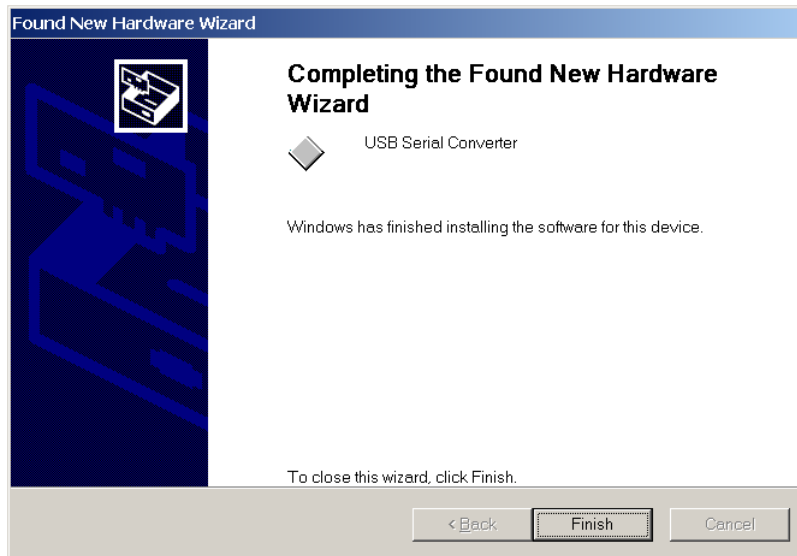 Found New Hardware Wizard
Completing the Found New Hardware
Wizard
USB Serial Converter
Windows has finished installing the software for this device.
To close this wizard, click Finish.
< Back
Finish
Cancel